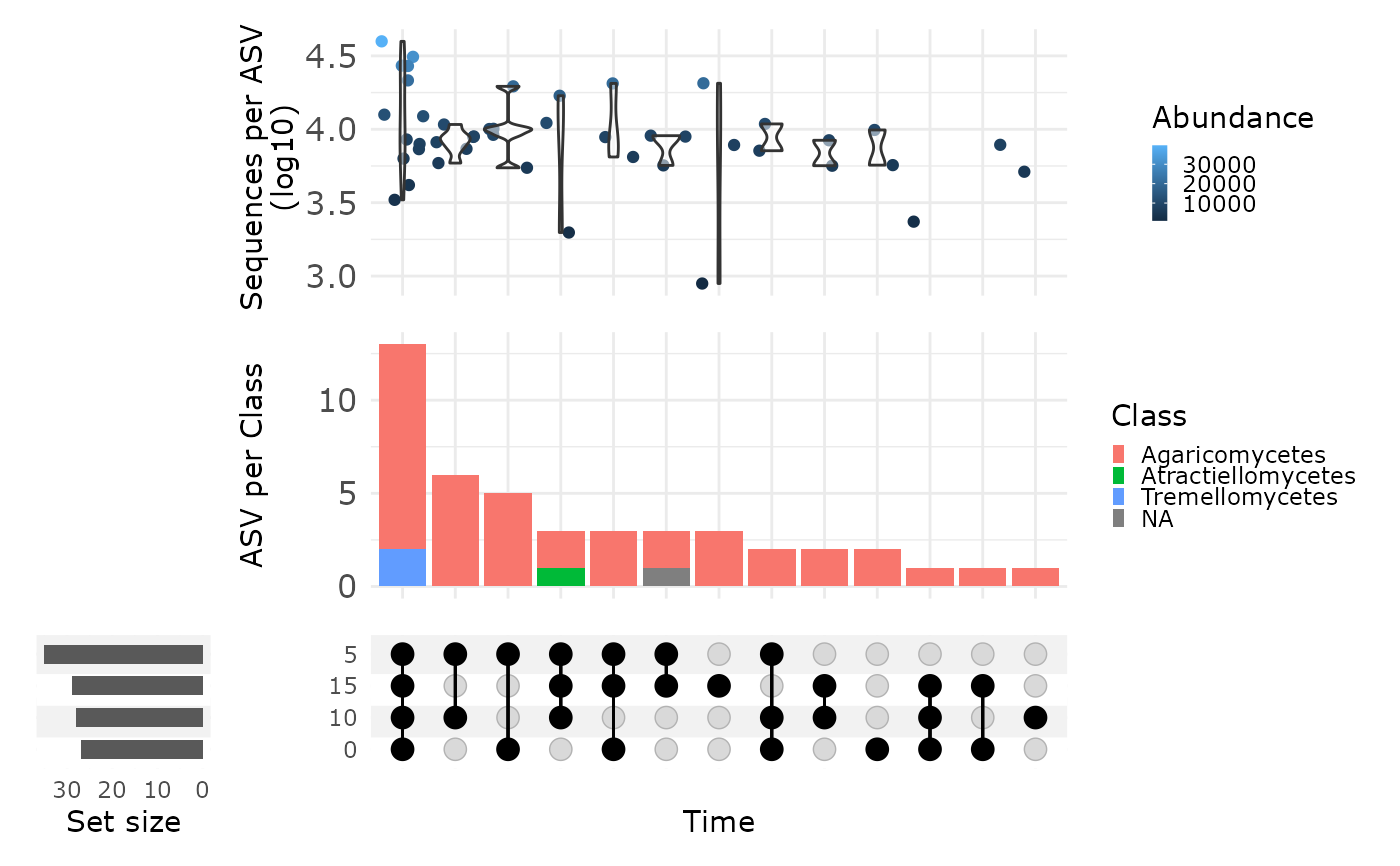 Sequences per ASV
(log10)
4.5
4.0
3.5
3.0
Abundance
30000
20000
10000
ASV per Class
10
5
0
Class
Agaricomycetes
Atractiellomycetes
Tremellomycetes
NA
5
15
10
0
30 20 10 0
Set size
Time